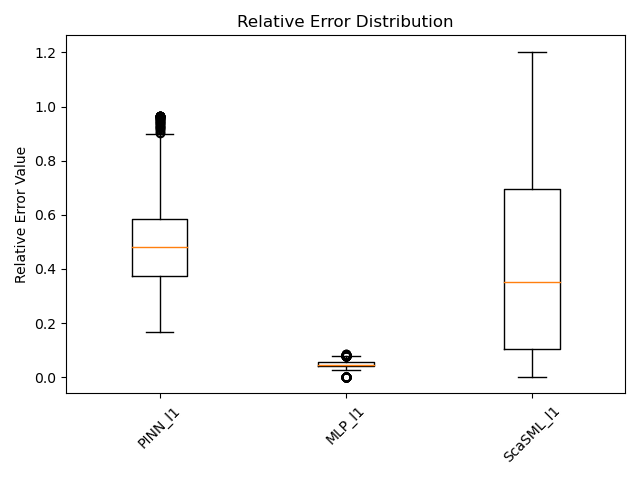 Relative Error Distribution
Relative Error Value
1.2
1.0
0.8
0.6
0.4
0.2
0.0
PINN_l1
MLP_l1
ScaSML_l1